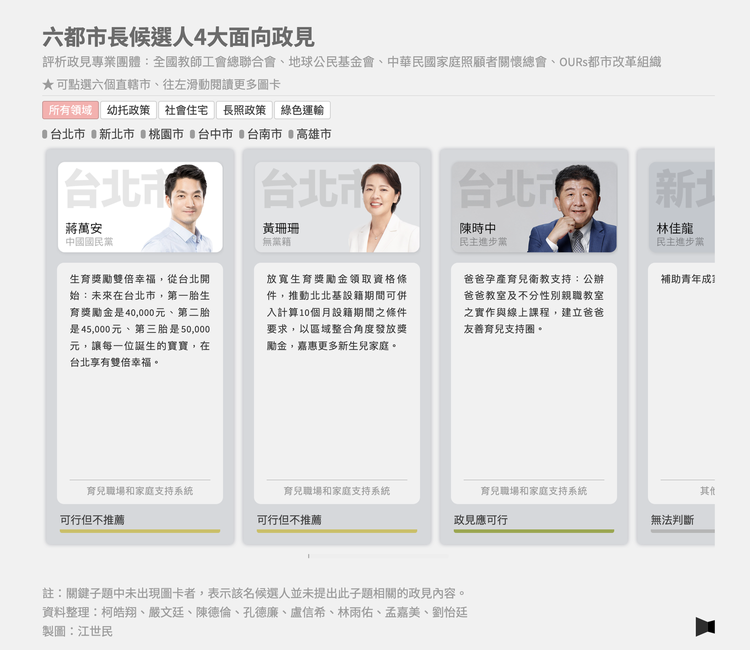 六都市長候選人4大面向政見
評析政見專業團體：全國教師工會總聯合會、地球公民基金會、中華民國家庭照顧者關懷總會、OURs都市改革組織
★可點選六個直轄市、往左滑動閱讀更多圖卡
所有領域 幼托政策 社會住宅 長照政策 綠色運輸
台北市 新北市 桃園市 台中市 台南市 高雄市
台北市
蔣萬安
中國國民黨
生育獎勵雙倍幸福，從台北開
始：未來在台北市，第一胎生
育獎勵金是40,000元、第二胎
是45,000元、第三胎是50,000
元，讓每一位誕生的寶寶，在
台北享有雙倍幸福。
育兒職場和家庭支持系統
可行但不推薦
台北市
黃珊珊
無黨籍
放寬生育獎勵金領取資格條
件，推動北北基設籍期間可併
入計算10個月設籍期間之條件
要求，以區域整合角度發放獎
勵金，嘉惠更多新生兒家庭。
育兒職場和家庭支持系統
可行但不推薦
台北市
陳時中
民主進步黨
爸爸孕產育兒衛教支持：公辦
爸爸教室及不分性別親職教室
之實作與線上課程，建立爸爸
友善育兒支持圈。
育兒職場和家庭支持系統
政見應可行
新北
林佳龍
民主進步黨
補助青年成家
其他
無法判斷
註：關鍵子題中未出現圖卡者，表示該名候選人並未提出此子題相關的政見內容。
資料整理：柯皓翔、嚴文廷、陳德倫、孔德廉、盧信希、林雨佑、孟嘉美、劉怡廷
製圖：江世民